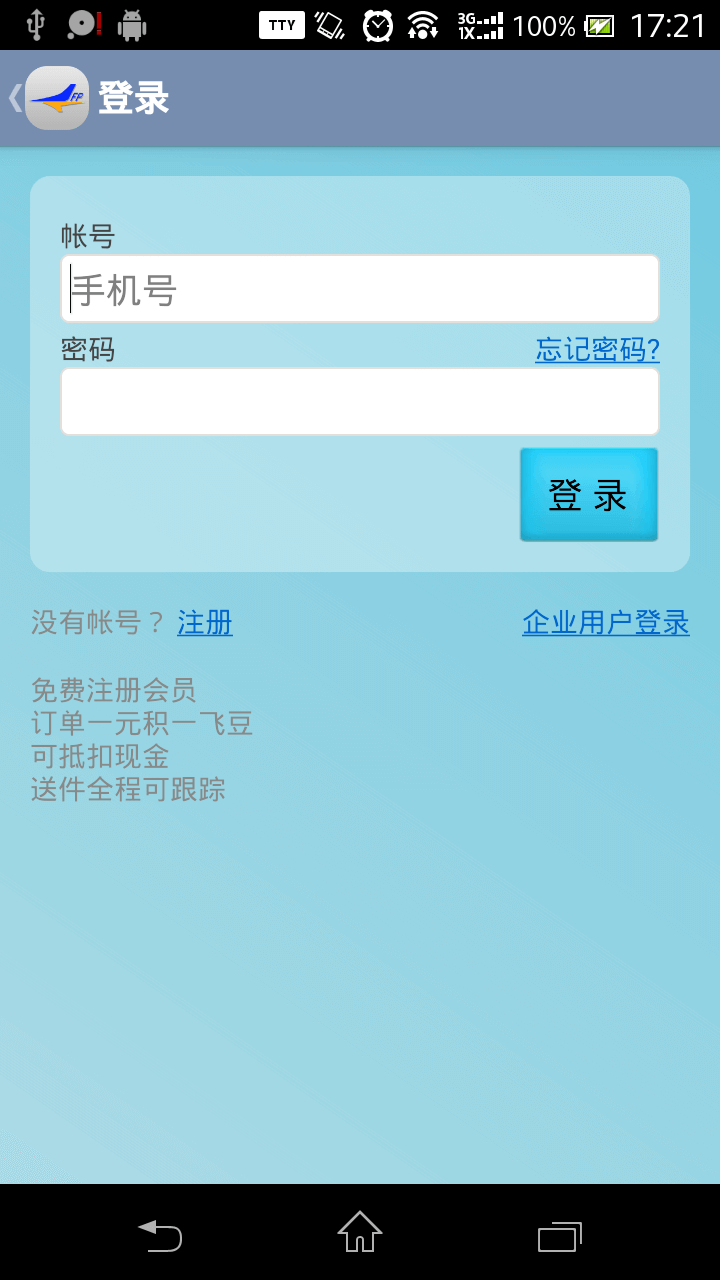 TTY 3G 1X 100% 17:21
FP 登录
帐号
手机号
密码 忘记密码?
登 录
没有帐号？ 注册 企业用户登录
免费注册会员
订单一元积一飞豆
可抵扣现金
送件全程可跟踪